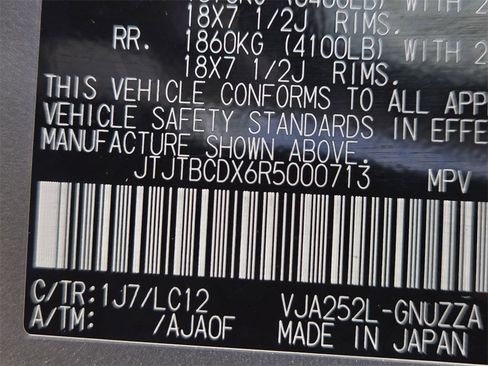 18X7 1/2J RIMS.
RR. 1860KG (4100LB) WITH 2
18X7 1/2J RIMS.
THIS VEHICLE CONFORMS TO ALL APP
VEHICLE SAFETY STANDARDS IN EFFE
MANUFACTURE SHOWN ABOVE.
JTJTBCDX6R5000713 MPV
C/TR: 1J7/LC12 VJA252L-GNUZZA
A/TM: /AJA0F MADE IN JAPAN